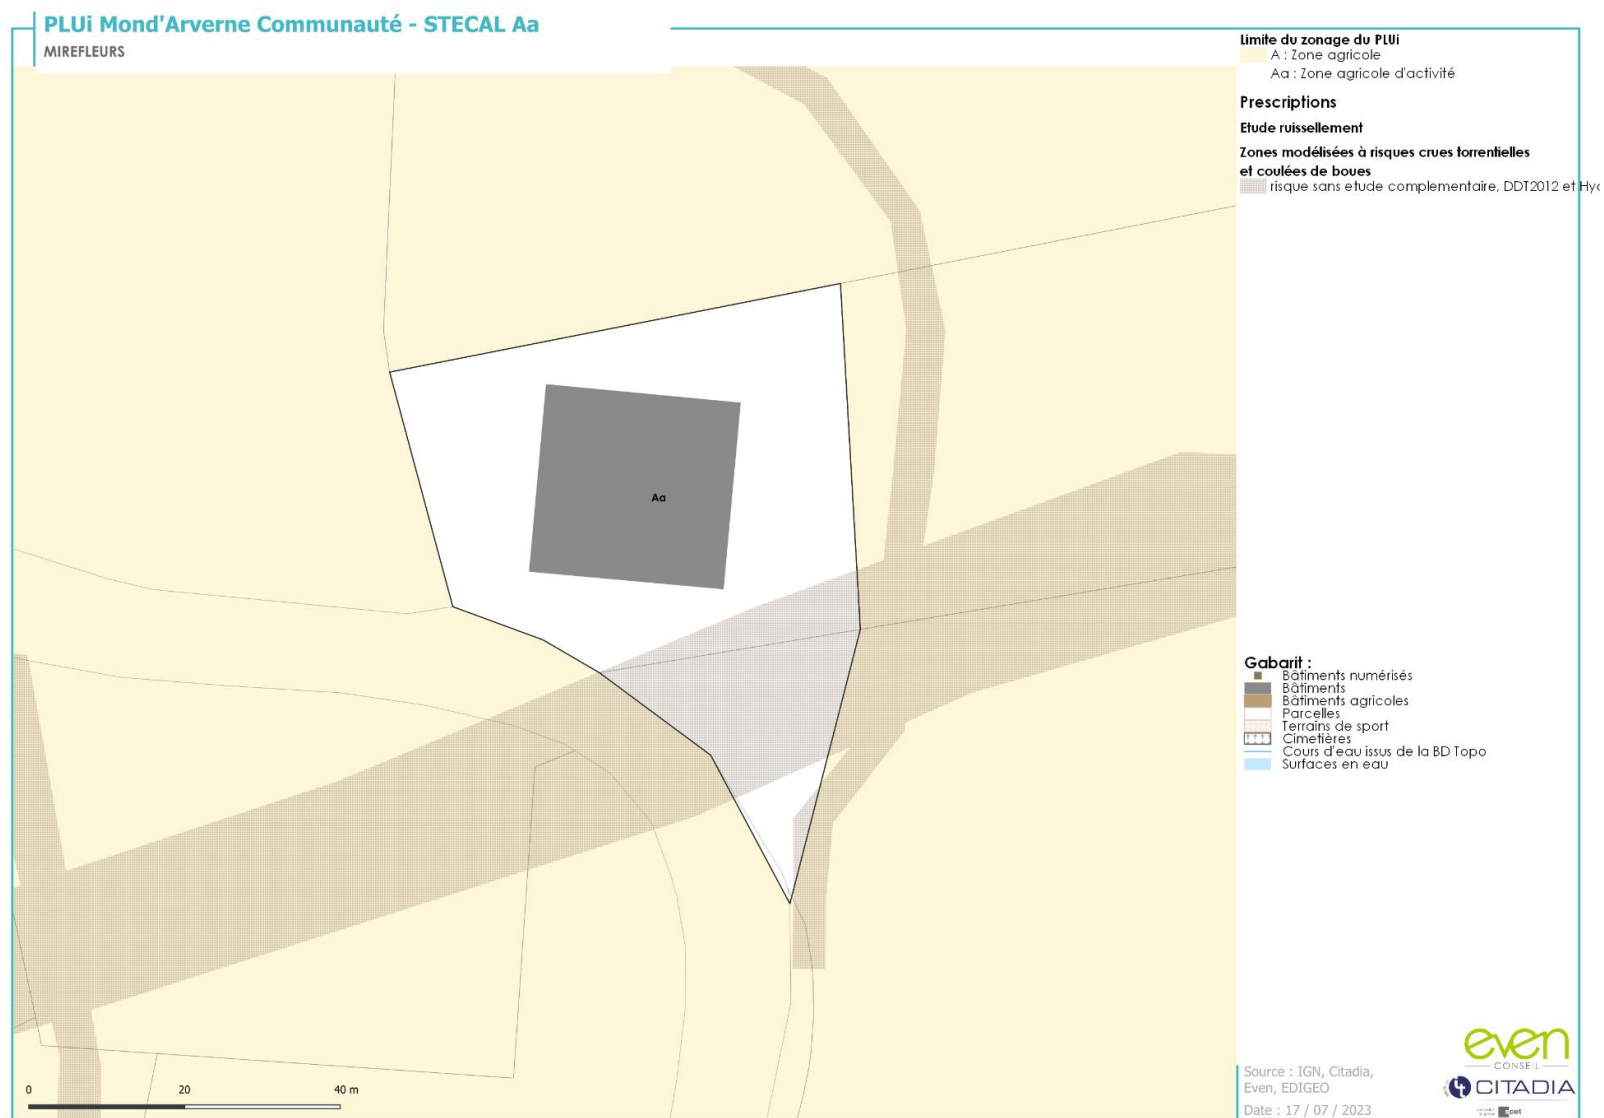 PLUi Mond'Arverne Communauté - STECAL Aa
MIREFLEURS
Limite du zonage du PLUi
A : Zone agricole
Aa : Zone agricole d'activité
Prescriptions
Etude ruissellement
Zones modélisées à risques crues torrentielles
et coulées de boues
risque sans etude complementaire, DDT2012 et Hy
Aa
Gabarit :
Bâtiments numérisés
Bâtiments
Bâtiments agricoles
Parcelles
Terrains de sport
Cimetières
Cours d'eau issus de la BD Topo
Surfaces en eau
0 20 40 m
even
CONSEIL
CITADIA
Source : IGN, Citadia,
Even, EDIGEO
Date : 17 / 07 / 2023